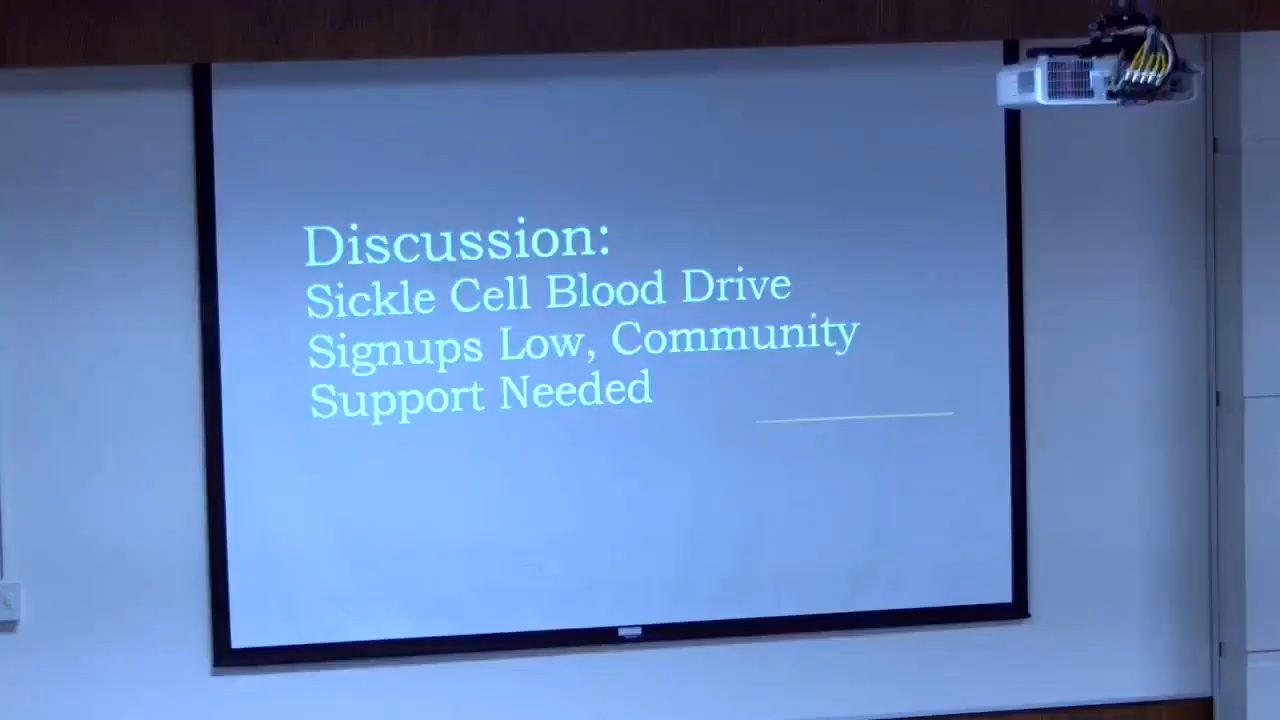 Discussion:
Sickle Cell Blood Drive
Signups Low, Community
Support Needed